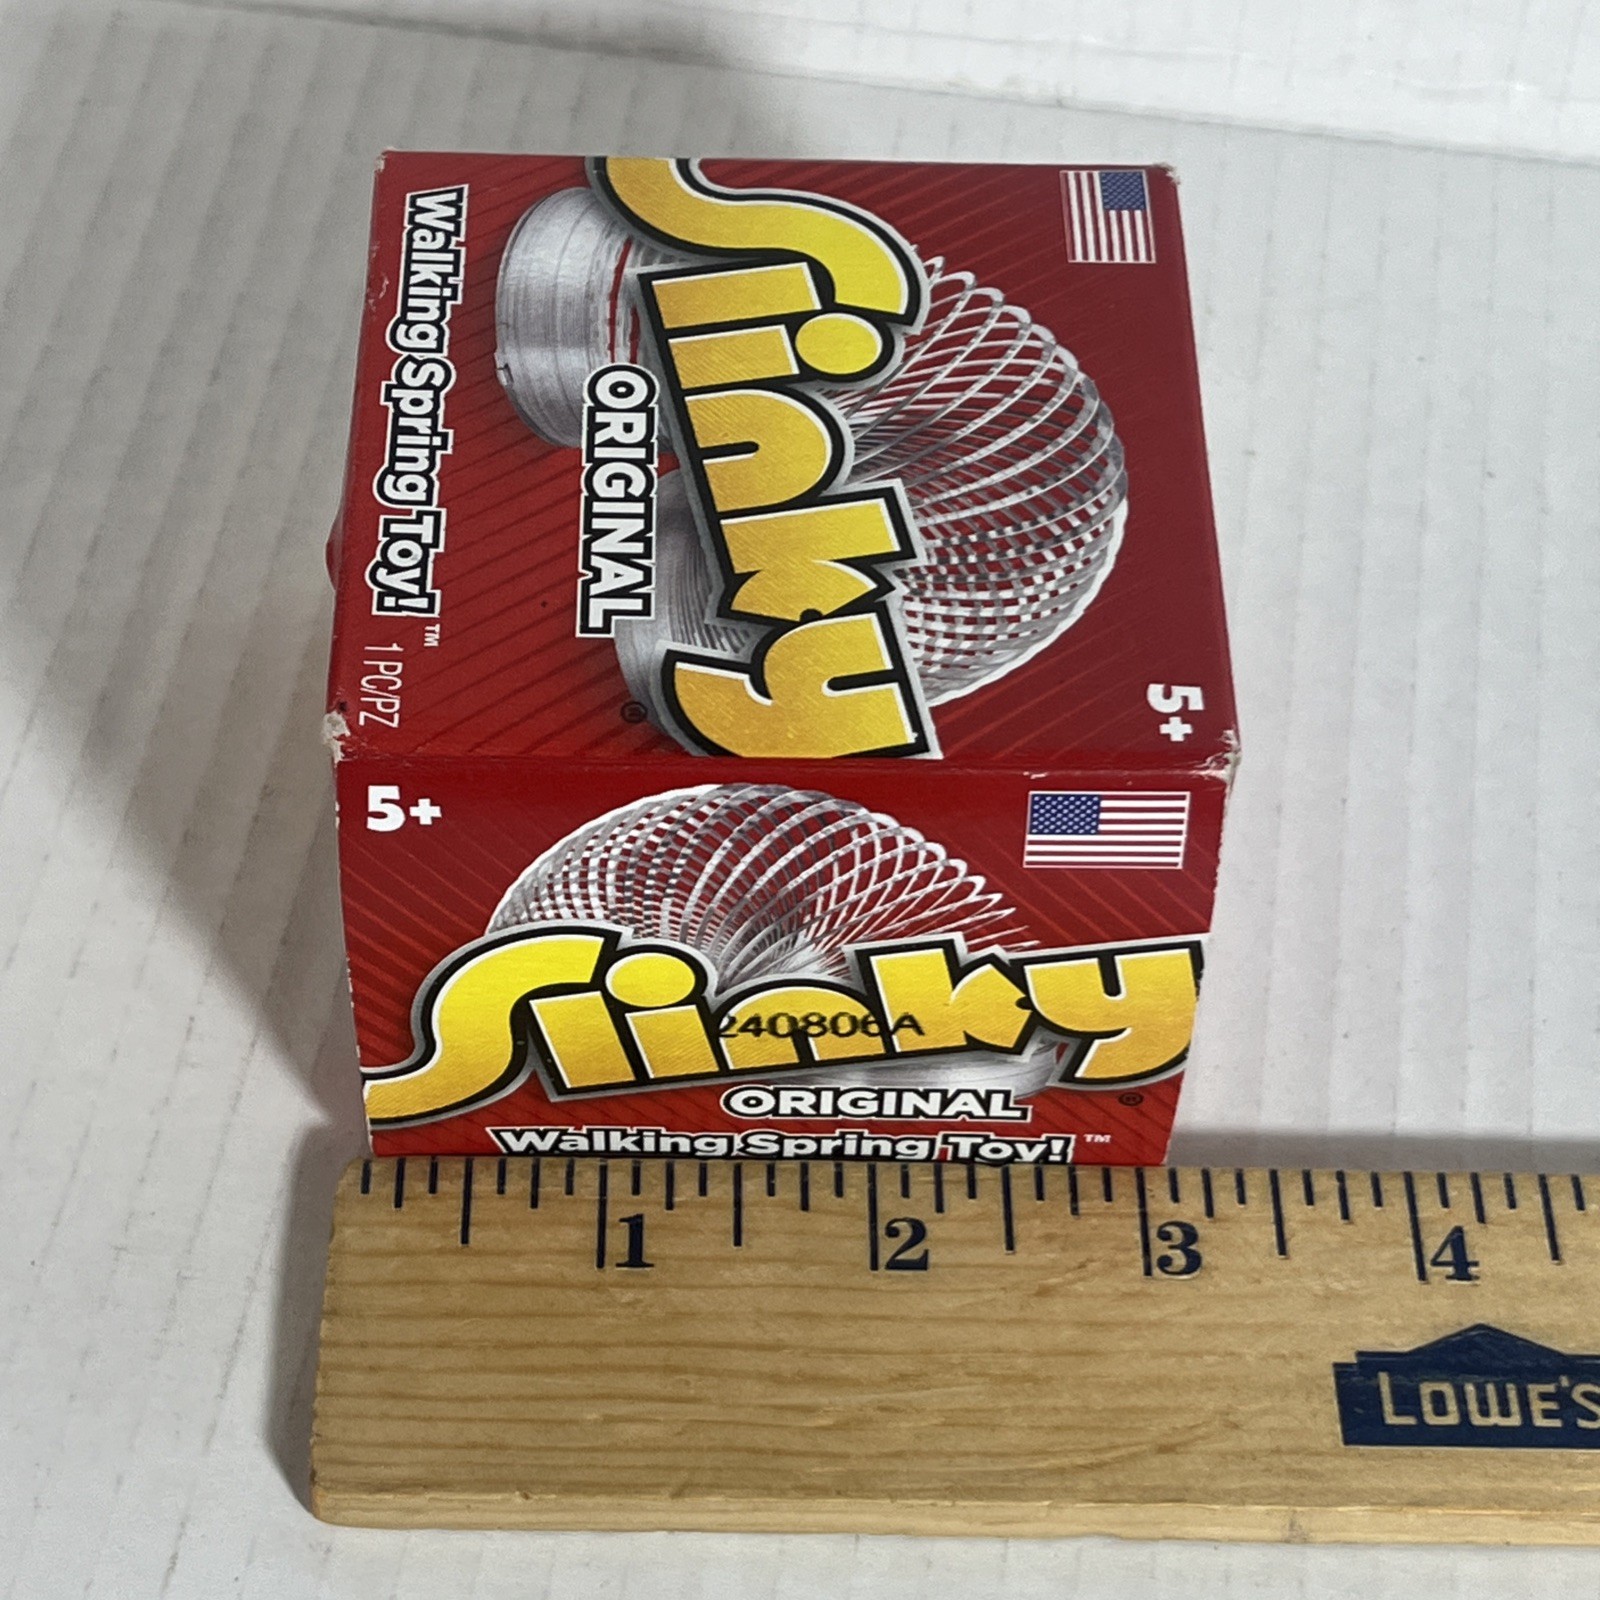 Slinky
®
ORIGINAL
Walking Spring Toy!™
1 PC/PZ
5+
5+
Slinky
®
240806A
ORIGINAL
Walking Spring Toy!™
1 2 3 4
LOWE'S